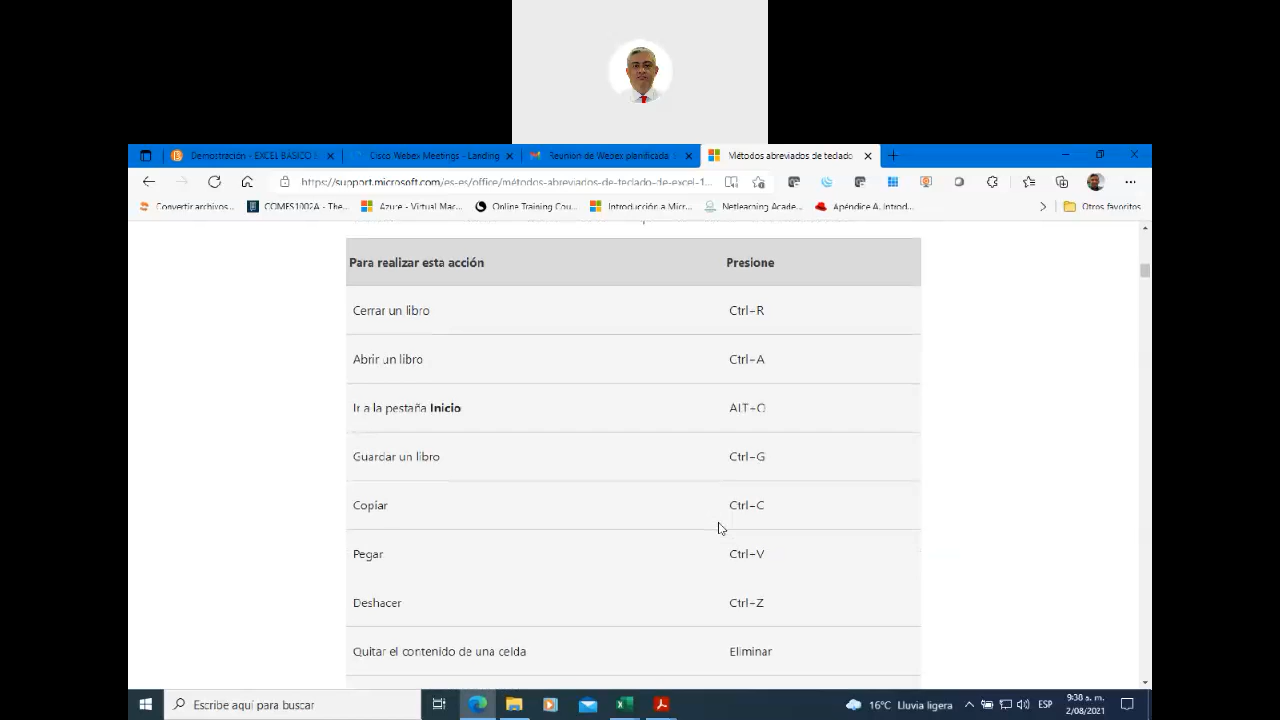 Demostración - EXCEL BÁSICO
Cisco Webex Meetings - Landing
Reunión de Webex planificada
Métodos abreviados de teclado
https://support.microsoft.com/es-es/office/métodos-abreviados-de-teclado-de-excel-1...
Convertir archivos...
COMES1002A - The...
Azure - Virtual Mac...
Online Training Cou...
Introducción a Micr...
Netlearning Acade...
Apéndice A. Introd...
Otros favoritos
Para realizar esta acción Presione
Cerrar un libro Ctrl+R
Abrir un libro Ctrl+A
Ir a la pestaña Inicio ALT+O
Guardar un libro Ctrl+G
Copiar Ctrl+C
Pegar Ctrl+V
Deshacer Ctrl+Z
Quitar el contenido de una celda Eliminar
Escribe aquí para buscar
16°C Lluvia ligera
ESP
9:38 a. m.
2/08/2021